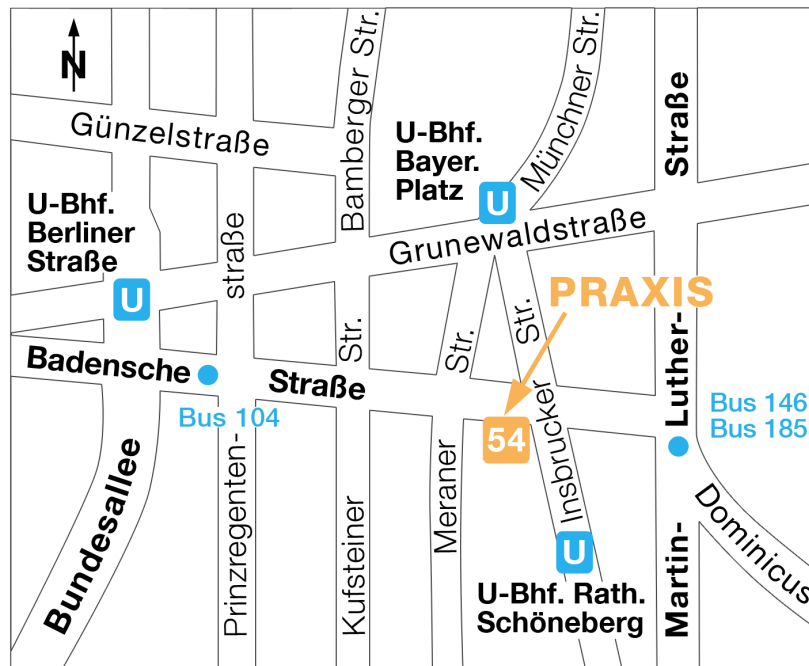 N
Günzelstraße
Bamberger Str.
Münchner Str.
Straße
U-Bhf.
Bayer.
Platz
U
U-Bhf.
Berliner
Straße
U
straße
Grunewaldstraße
PRAXIS
Str.
Str.
Str.
Luther-
Badensche
Straße
Bus 104
54
Insbrucker
Bus 146
Bus 185
Bundesallee
Prinzregenten-
Kufsteiner
Meraner
U
U-Bhf. Rath.
Schöneberg
Martin-
Dominicus